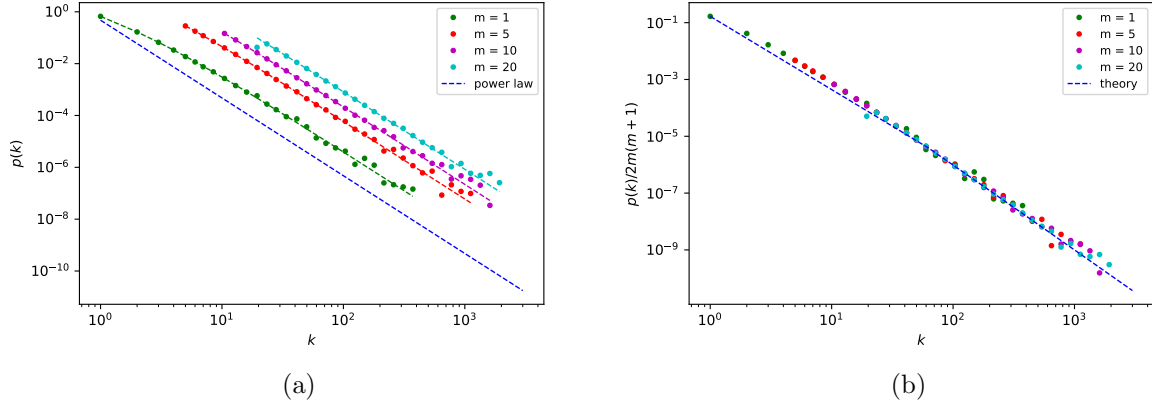 10^0
10^-2
10^-4
10^-6
10^-8
10^-10
p(k)
10^0
10^1
10^2
10^3
k
m = 1
m = 5
m = 10
m = 20
power law
(a)
10^-1
10^-3
10^-5
10^-7
10^-9
p(k)/2m(m + 1)
10^0
10^1
10^2
10^3
k
m = 1
m = 5
m = 10
m = 20
theory
(b)